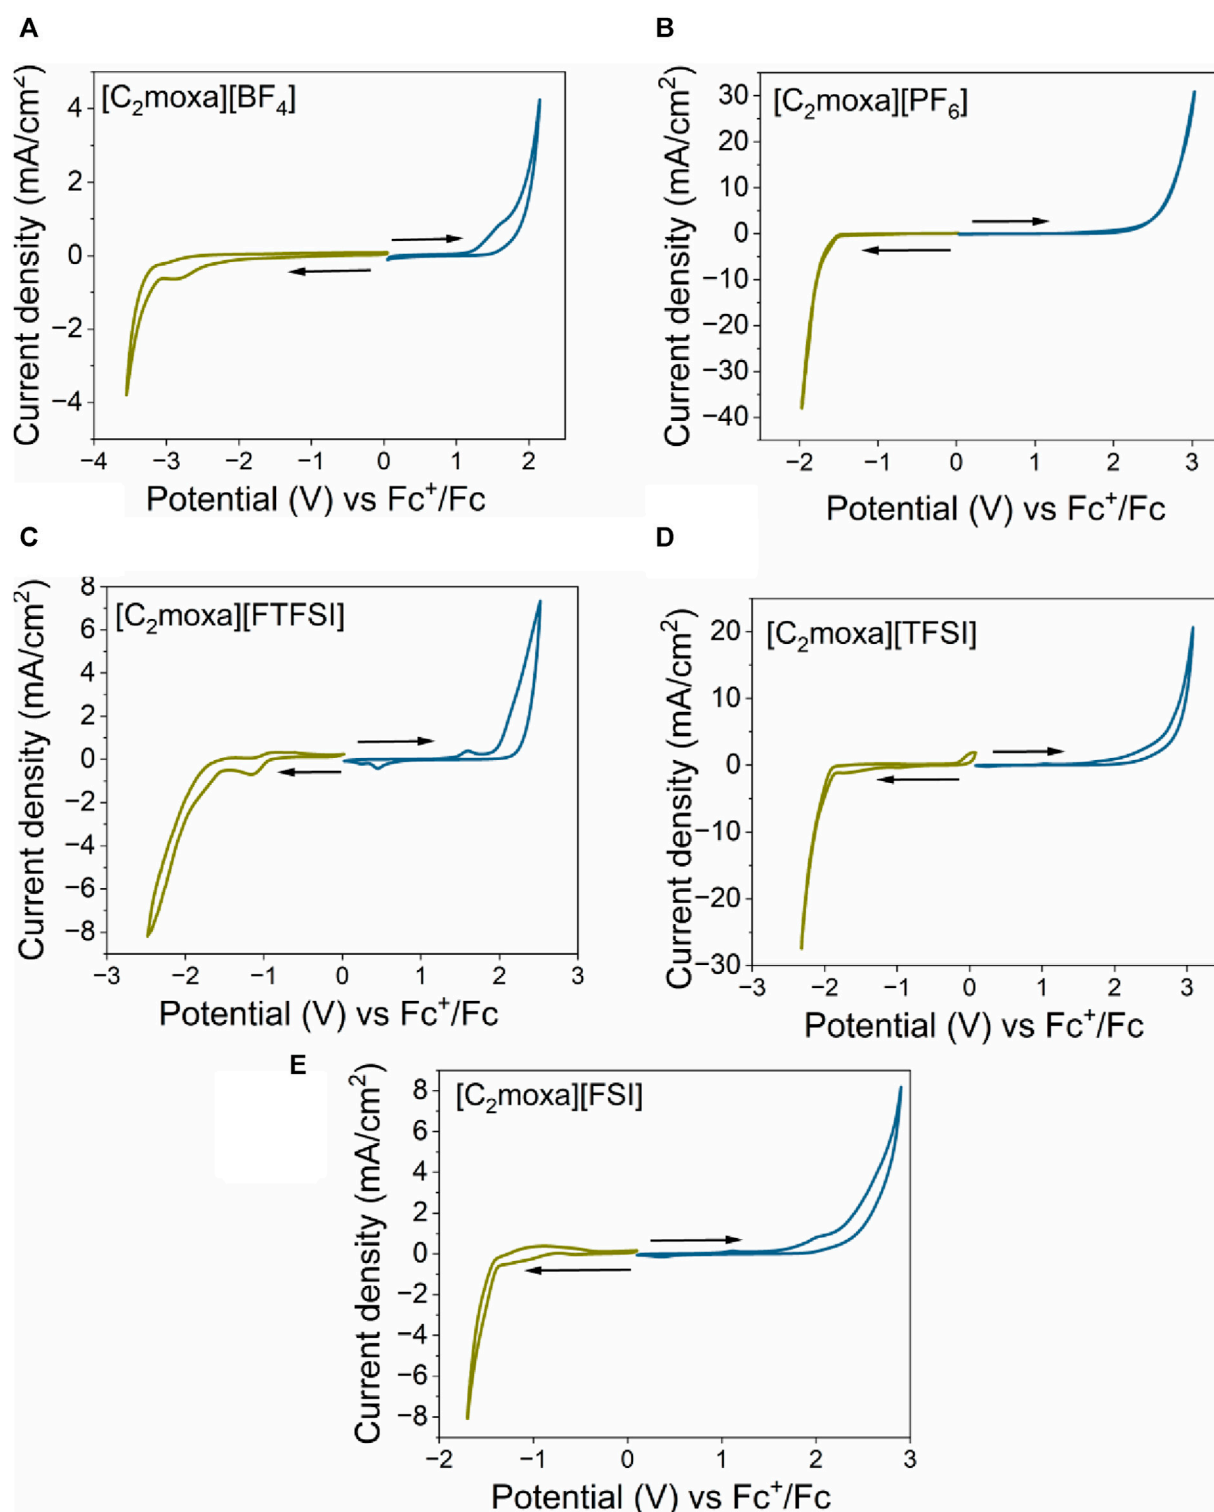 A
B
[C₂moxa][BF₄]
Current density (mA/cm²)
4
2
0
−2
−4
−4 −3 −2 −1 0 1 2
Potential (V) vs Fc⁺/Fc
[C₂moxa][PF₆]
Current density (mA/cm²)
30
20
10
0
−10
−20
−30
−40
−2 −1 0 1 2 3
Potential (V) vs Fc⁺/Fc
C
D
[C₂moxa][FTFSI]
Current density (mA/cm²)
8
6
4
2
0
−2
−4
−6
−8
−3 −2 −1 0 1 2 3
Potential (V) vs Fc⁺/Fc
[C₂moxa][TFSI]
Current density (mA/cm²)
20
10
0
−10
−20
−30
−3 −2 −1 0 1 2 3
Potential (V) vs Fc⁺/Fc
E
[C₂moxa][FSI]
Current density (mA/cm²)
8
6
4
2
0
−2
−4
−6
−8
−2 −1 0 1 2 3
Potential (V) vs Fc⁺/Fc